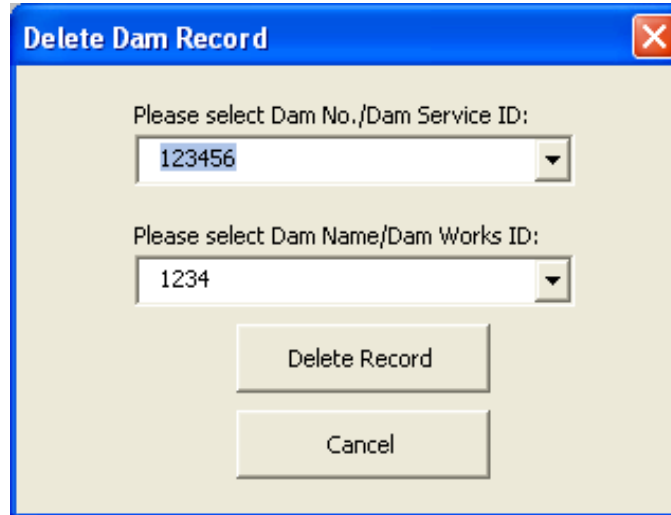 Delete Dam Record
Please select Dam No./Dam Service ID:
123456
Please select Dam Name/Dam Works ID:
1234
Delete Record
Cancel